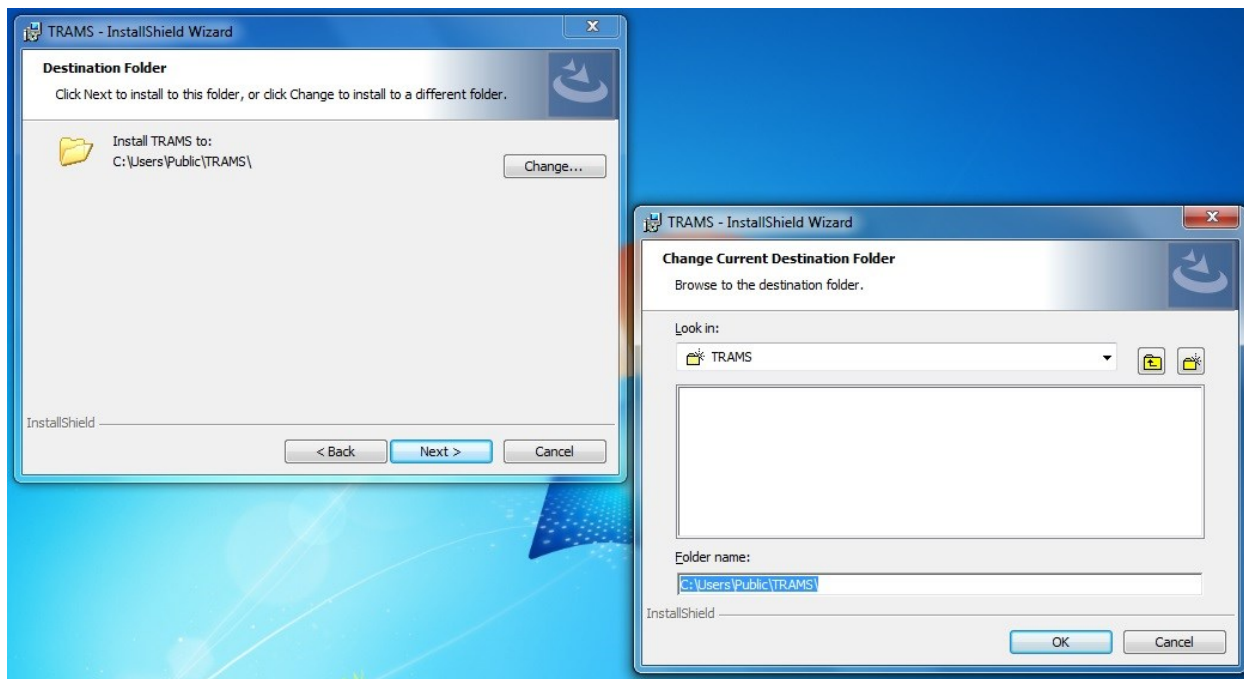 TRAMS - InstallShield Wizard
Destination Folder
Click Next to install to this folder, or click Change to install to a different folder.
Install TRAMS to:
C:\Users\Public\TRAMS\
Change...
InstallShield
< Back
Next >
Cancel
TRAMS - InstallShield Wizard
Change Current Destination Folder
Browse to the destination folder.
Look in:
TRAMS
Folder name:
C:\Users\Public\TRAMS\
InstallShield
OK
Cancel